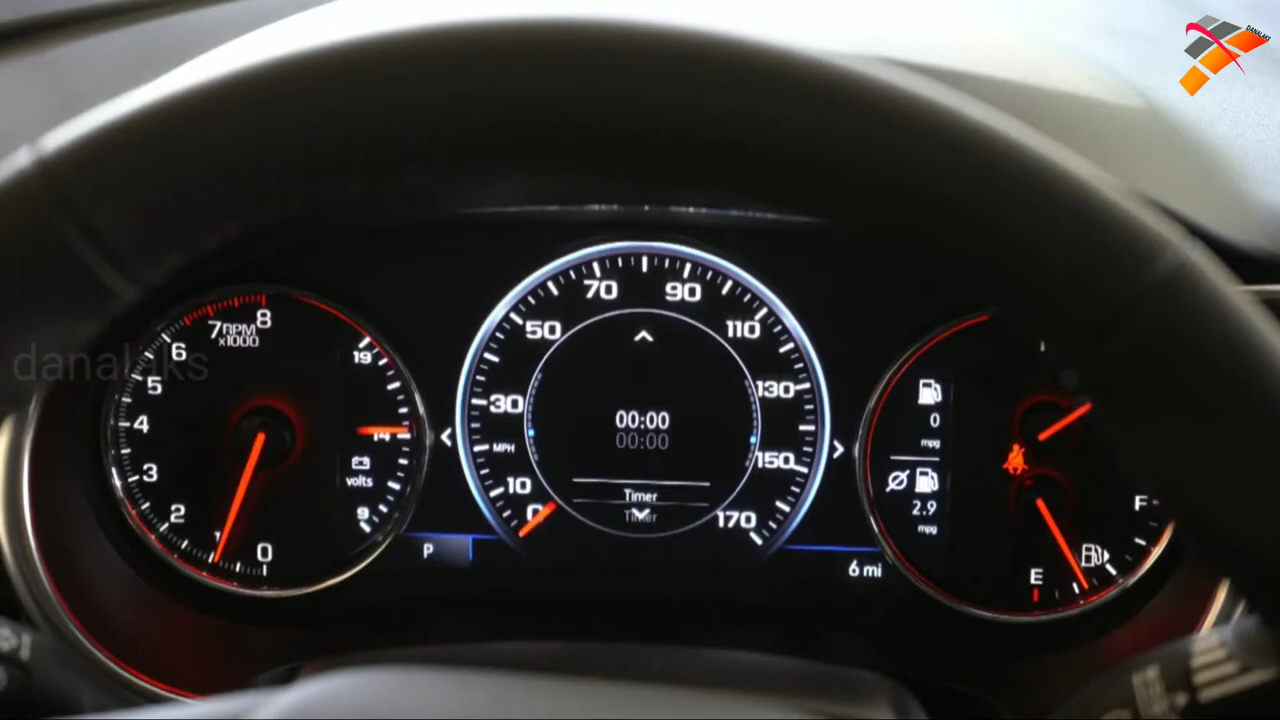 DANALAKS
danalaks
8
7 RPM
x1000
6
5
4
3
2
1
0
19
14
volts
9
P
70
90
50
110
30
130
MPH
150
10
0
170
00:00
00:00
Timer
Timer
6 mi
0
mpg
2.9
mpg
F
E